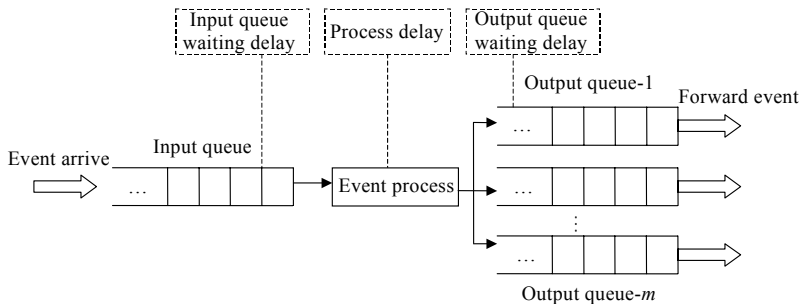 Input queue
waiting delay
Process delay
Output queue
waiting delay
Output queue-1
Forward event
Input queue
Event arrive
...
Event process
...
...
⋮
...
Output queue-m